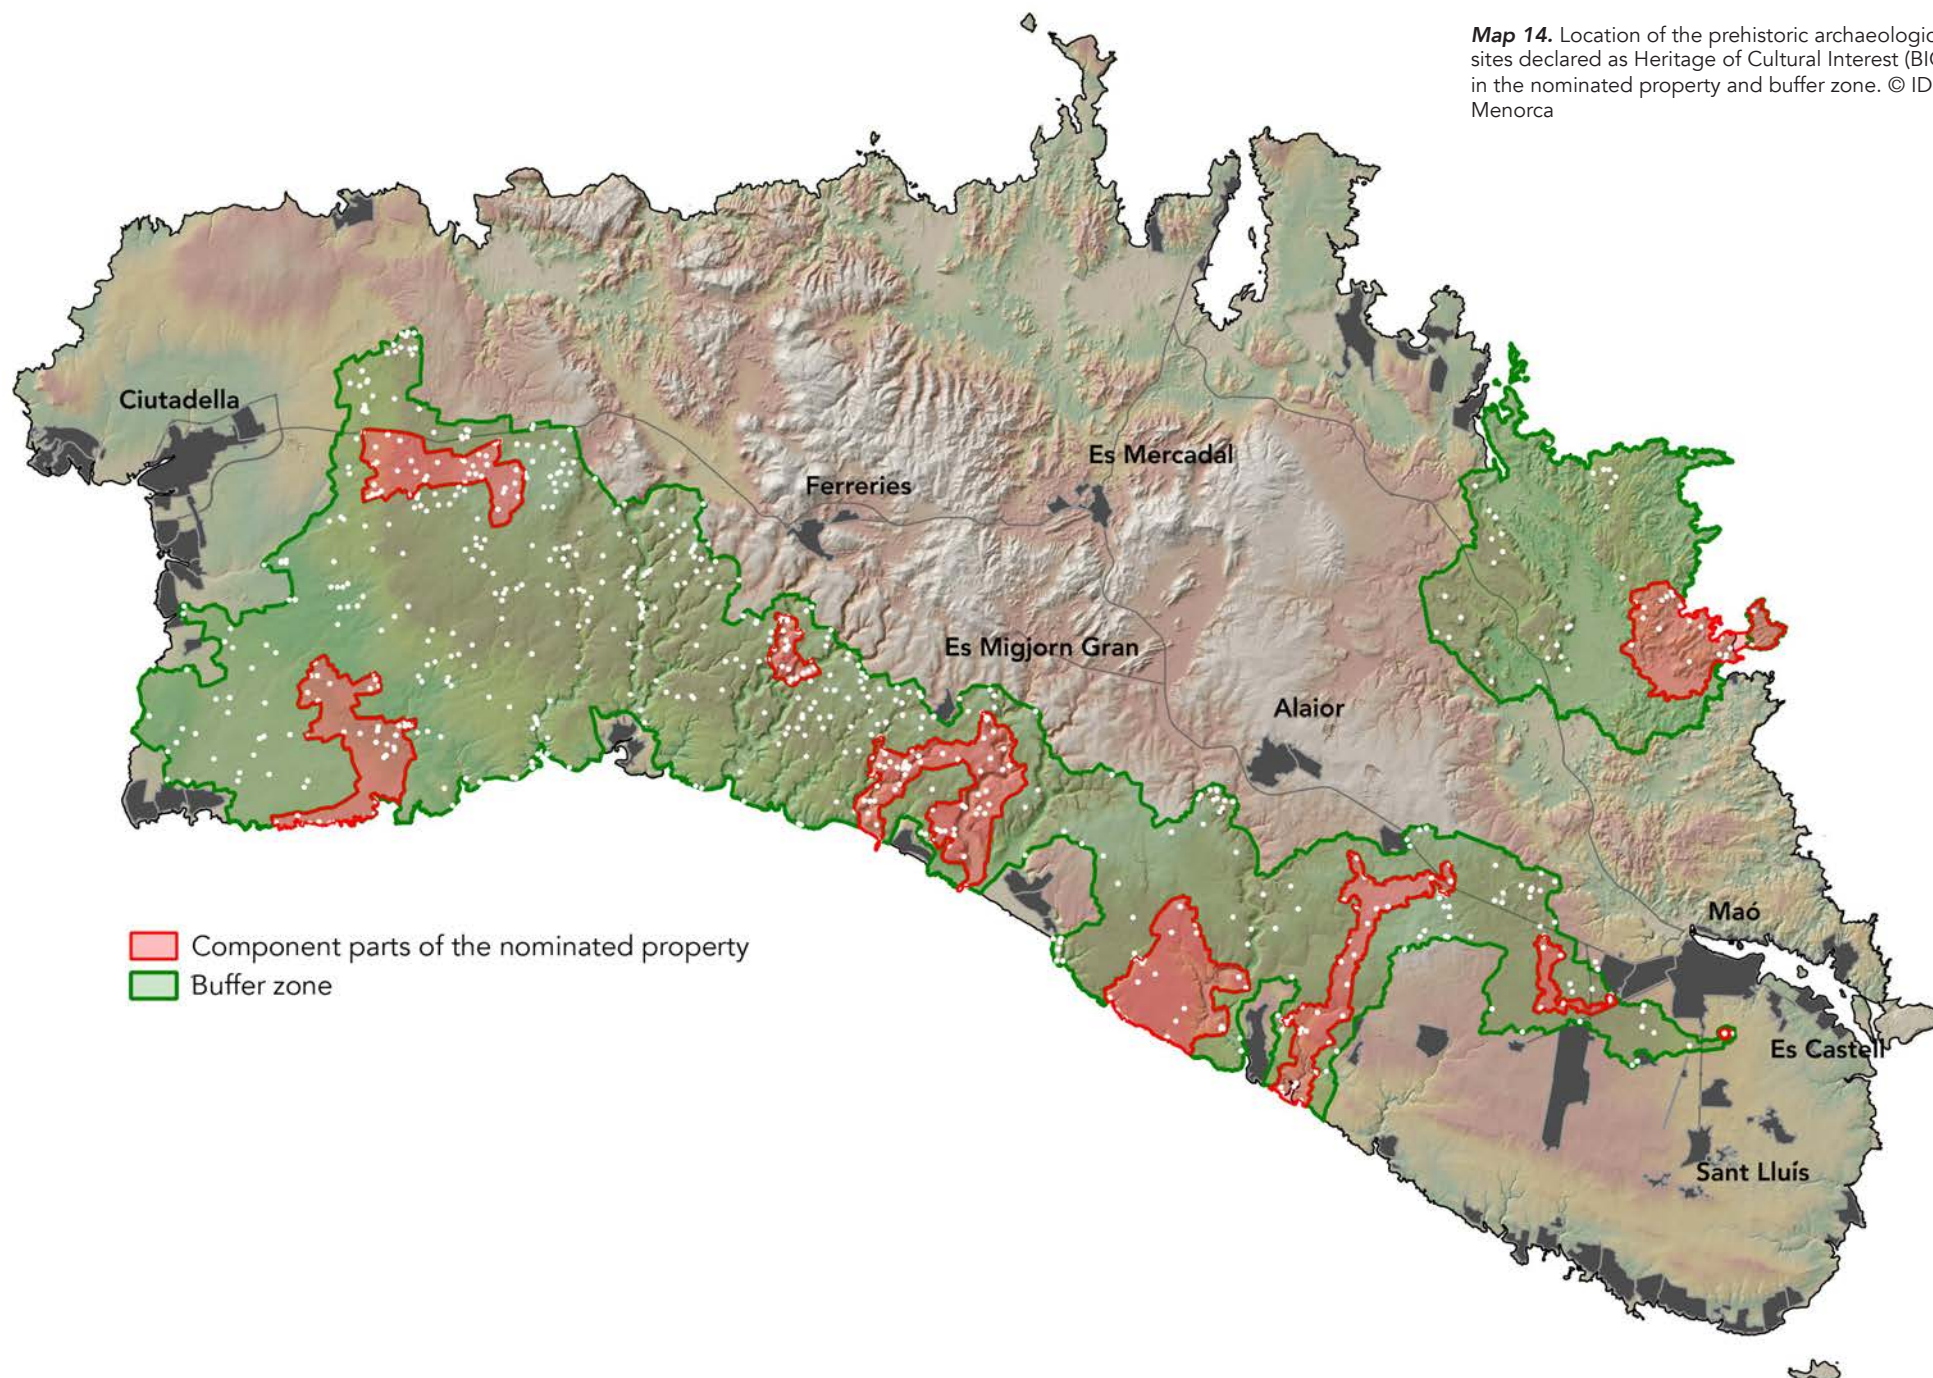 Map 14. Location of the prehistoric archaeologic
sites declared as Heritage of Cultural Interest (BI
in the nominated property and buffer zone. © ID
Menorca
Ciutadella
Es Mercadal
Ferreries
Es Migjorn Gran
Alaior
Maó
Component parts of the nominated property
Buffer zone
Es Castell
Sant Lluís